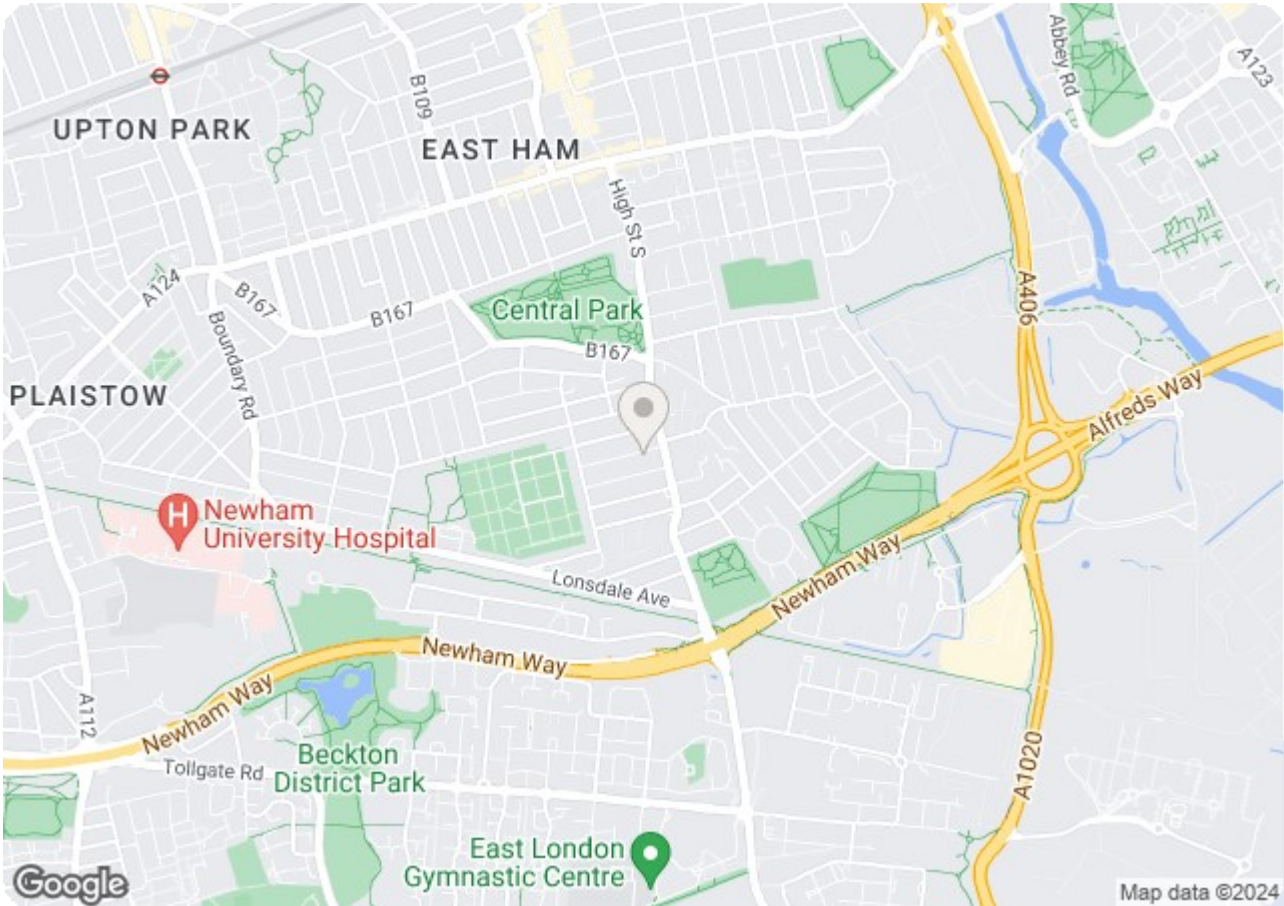 Abbey Rd
A123
B109
UPTON PARK
EAST HAM
High St S
A124
B167
B167
Central Park
A406
B167
Boundary Rd
PLAISTOW
Alfreds Way
H
Newham
University Hospital
Lonsdale Ave
Newham Way
Newham Way
Newham Way
A112
Tollgate Rd
Beckton
District Park
A1020
East London
Gymnastic Centre
Google
Map data ©2024